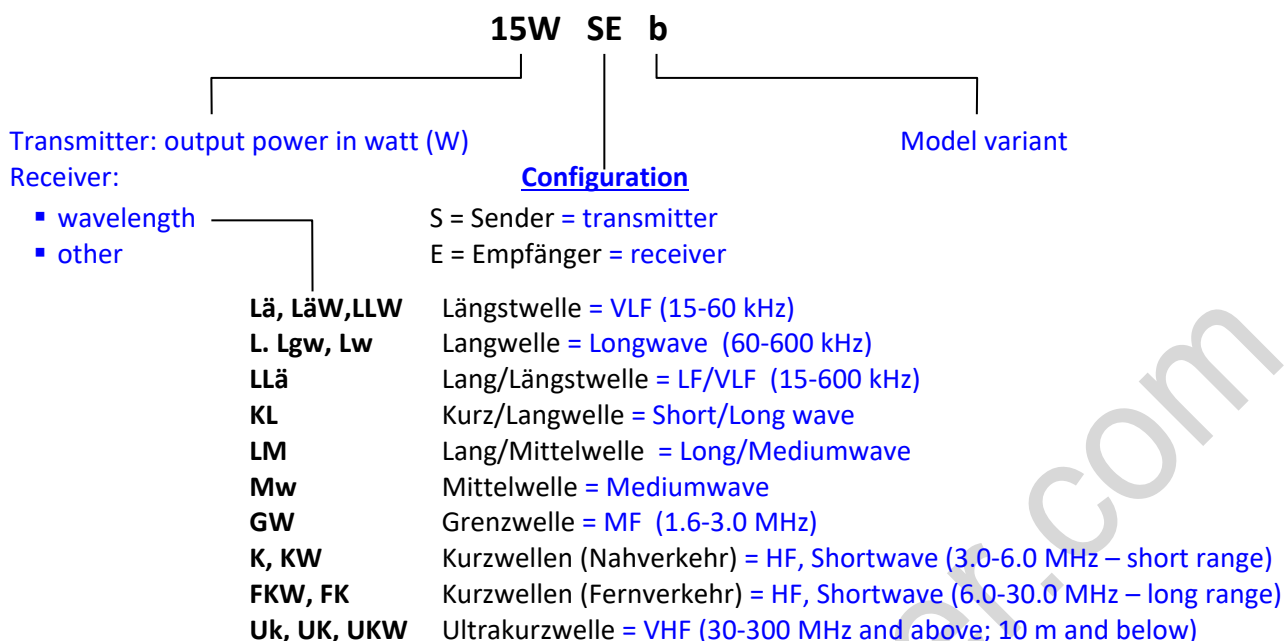 15W SE b
Transmitter: output power in watt (W) Model variant
Receiver: Configuration
▪ wavelength S = Sender = transmitter
▪ other E = Empfänger = receiver
Lä, LäW,LLW Längstwelle = VLF (15-60 kHz)
L. Lgw, Lw Langwelle = Longwave (60-600 kHz)
LLä Lang/Längstwelle = LF/VLF (15-600 kHz)
KL Kurz/Langwelle = Short/Long wave
LM Lang/Mittelwelle = Long/Mediumwave
Mw Mittelwelle = Mediumwave
GW Grenzwelle = MF (1.6-3.0 MHz)
K, KW Kurzwellen (Nahverkehr) = HF, Shortwave (3.0-6.0 MHz – short range)
FKW, FK Kurzwellen (Fernverkehr) = HF, Shortwave (6.0-30.0 MHz – long range)
Uk, UK, UKW Ultrakurzwelle = VHF (30-300 MHz and above; 10 m and below)
r.com